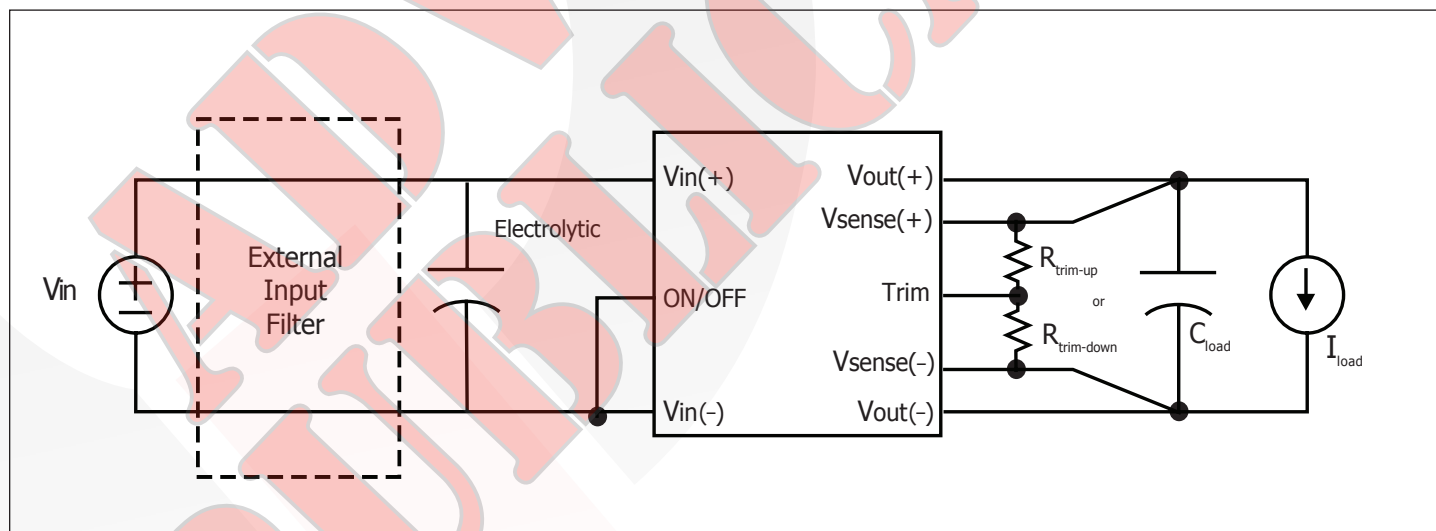 Vin
External
Input
Filter
Electrolytic
Vin(+)
ON/OFF
Vin(−)
Vout(+)
Vsense(+)
Trim
Vsense(−)
Vout(−)
Rtrim-up
or
Rtrim-down
Cload
Iload